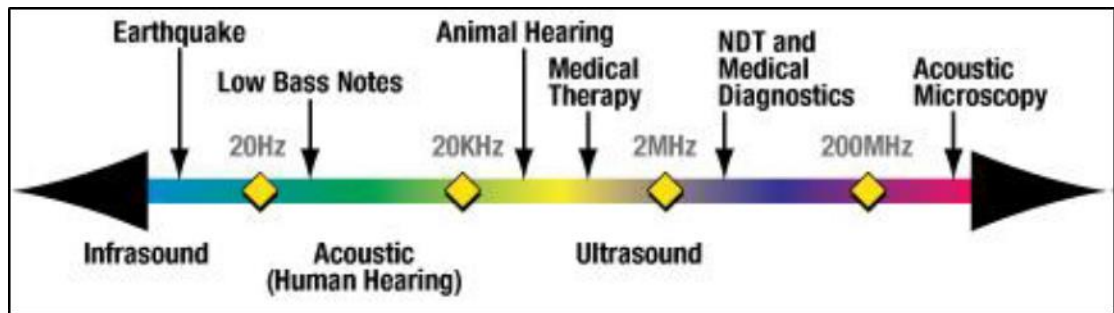 Earthquake
Low Bass Notes
Animal Hearing
Medical
Therapy
NDT and
Medical
Diagnostics
Acoustic
Microscopy
20Hz
20KHz
2MHz
200MHz
Infrasound
Acoustic
(Human Hearing)
Ultrasound